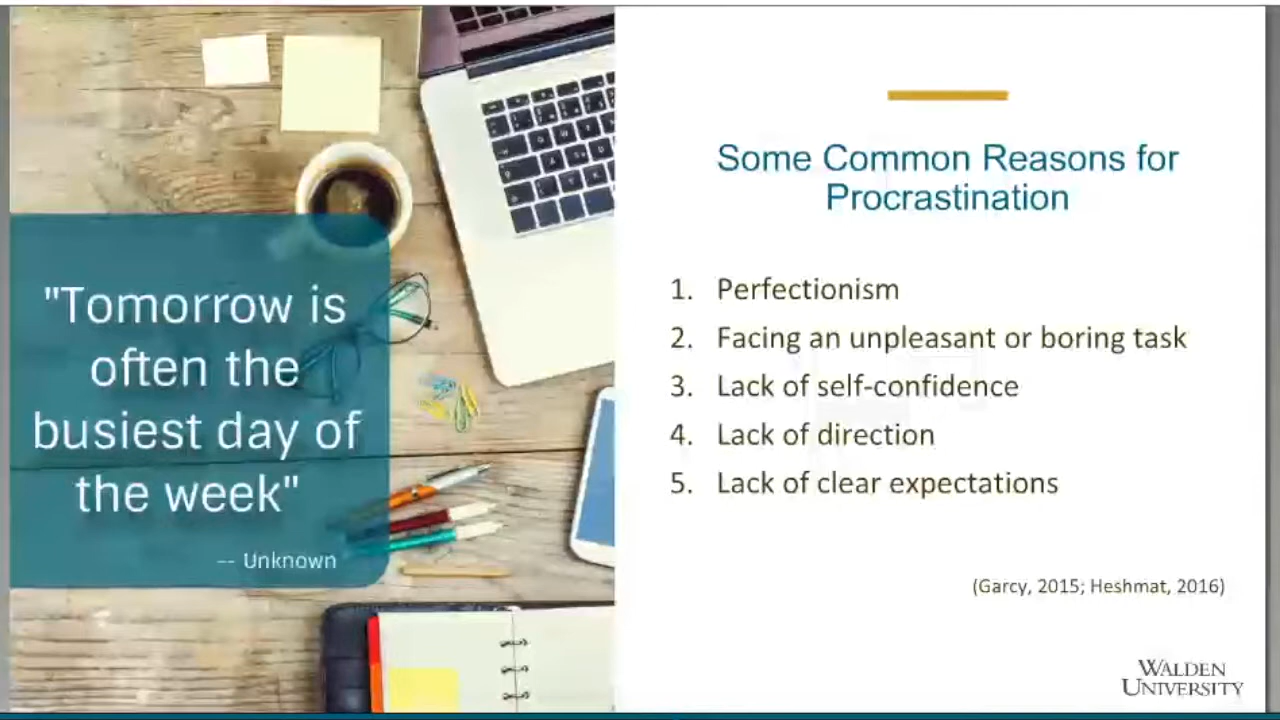 "Tomorrow is
often the
busiest day of
the week"
-- Unknown
Some Common Reasons for
Procrastination
1. Perfectionism
2. Facing an unpleasant or boring task
3. Lack of self-confidence
4. Lack of direction
5. Lack of clear expectations
(Garcy, 2015; Heshmat, 2016)
WALDEN
UNIVERSITY